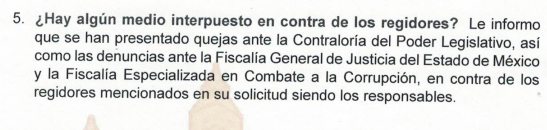 5. ¿Hay algún medio interpuesto en contra de los regidores? Le informo
que se han presentado quejas ante la Contraloría del Poder Legislativo, así
como las denuncias ante la Fiscalía General de Justicia del Estado de México
y la Fiscalía Especializada en Combate a la Corrupción, en contra de los
regidores mencionados en su solicitud siendo los responsables.